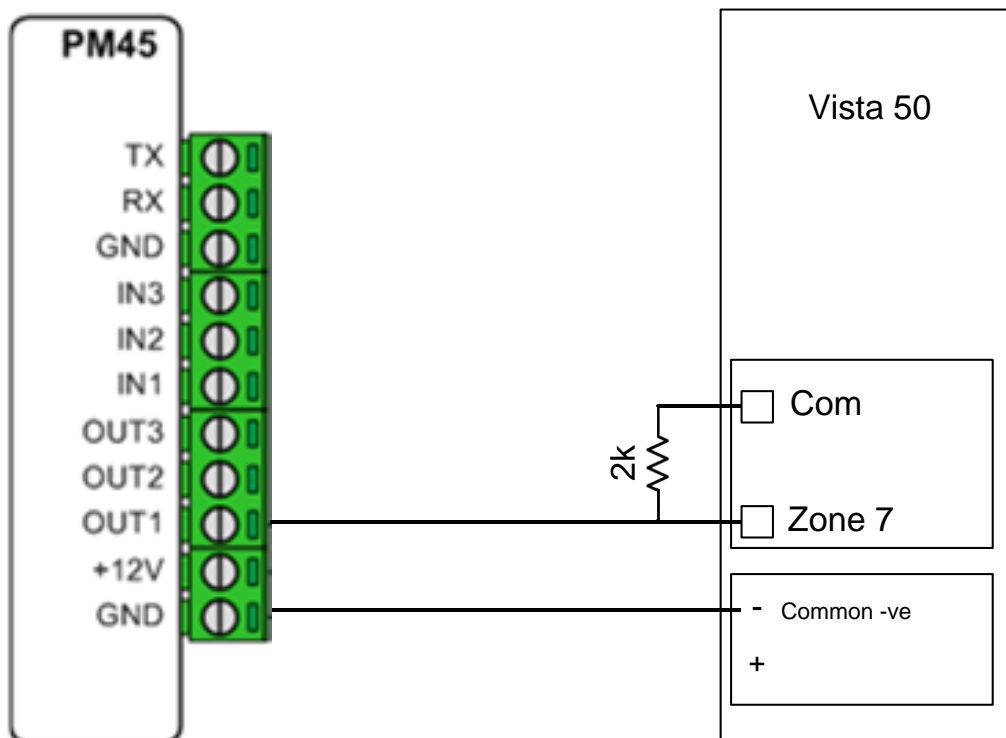 PM45
TX
RX
GND
IN3
IN2
IN1
OUT3
OUT2
OUT1
+12V
GND
2k
Vista 50
Com
Zone 7
- Common -ve
+